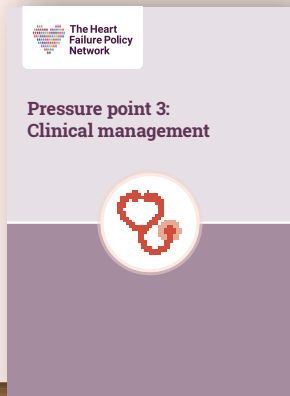 The Heart
Failure Policy
Network
Pressure point 3:
Clinical management